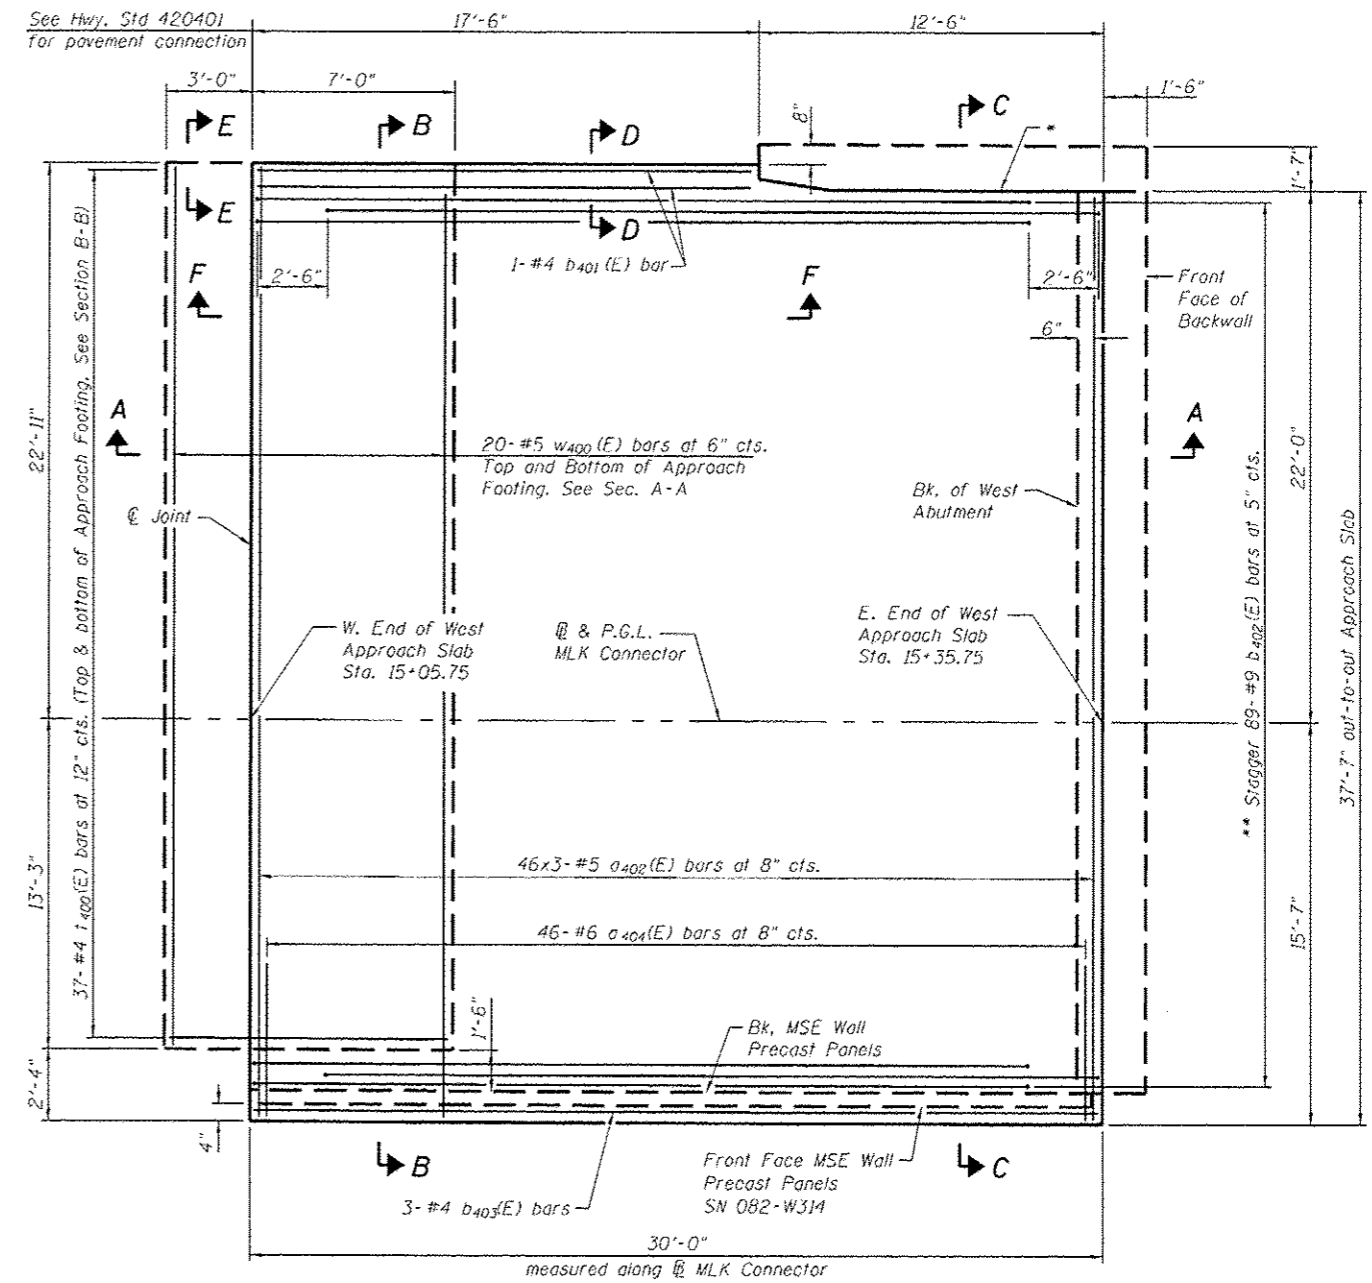 See Hwy. Std 420401
for pavement connection
17'-6"
12'-6"
3'-0"
7'-0"
1'-6"
8"
E
B
D
C
*
1'-7"
E
D
1-#4 b401(E) bar
2'-6"
F
F
2'-6"
6"
Front
Face of
Backwall
A
A
22'-11"
37-#4 t400(E) bars at 12" cts. (Top & bottom of Approach Footing. See Section B-B)
20-#5 w400(E) bars at 6" cts.
Top and Bottom of Approach
Footing. See Sec. A-A
Bk. of West
Abutment
22'-0"
** Stagger 89-#9 b402(E) bars at 5" cts.
37'-7" out-to-out Approach Slab
℄ Joint
W. End of West
Approach Slab
Sta. 15+05.75
℞ & P.G.L.
MLK Connector
E. End of West
Approach Slab
Sta. 15+35.75
13'-3"
46x3-#5 a402(E) bars at 8" cts.
46-#6 a404(E) bars at 8" cts.
15'-7"
1'-6"
Bk. MSE Wall
Precast Panels
2'-4"
4"
B
C
Front Face MSE Wall
Precast Panels
SN 082-W314
3-#4 b403(E) bars
30'-0"
measured along ℞ MLK Connector